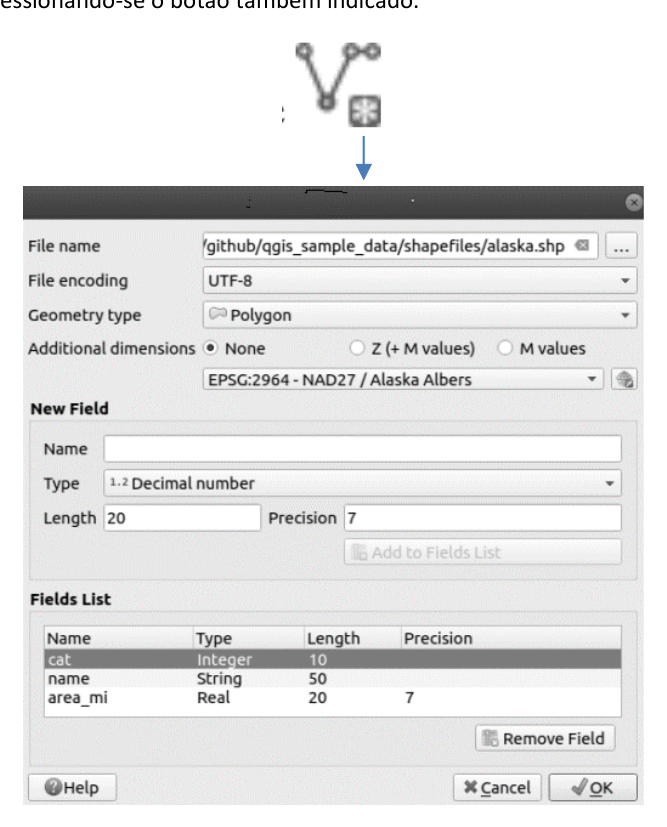 essionando-se o botão também indicado.
File name /github/qgis_sample_data/shapefiles/alaska.shp ...
File encoding UTF-8
Geometry type Polygon
Additional dimensions None Z (+ M values) M values
EPSG:2964 - NAD27 / Alaska Albers
New Field
Name
Type 1.2 Decimal number
Length 20 Precision 7
Add to Fields List
Fields List
Name Type Length Precision
cat Integer 10
name String 50
area_mi Real 20 7
Remove Field
Help Cancel OK